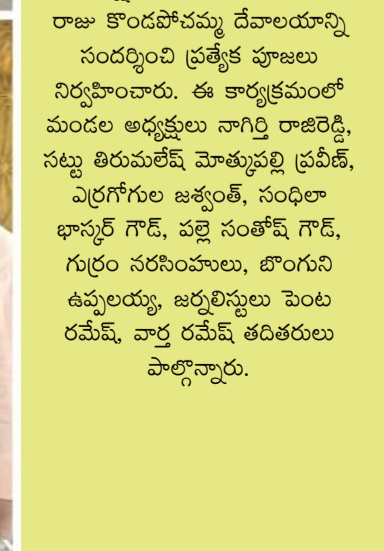 రాజు కొండపోచమ్మ దేవాలయాన్ని
సందర్శించి ప్రత్యేక పూజలు
నిర్వహించారు. ఈ కార్యక్రమంలో
మండల అధ్యక్షులు నాగిర్తి రాజిరెడ్డి,
సట్టు తిరుమలేష్ మోత్కుపల్లి ప్రవీణ్,
ఎర్రగోగుల జశ్వంత్, సంధిలా
భాస్కర్ గౌడ్, పల్లె సంతోష్ గౌడ్,
గుర్రం నరసింహులు, బొంగుని
ఉప్పలయ్య, జర్నలిస్టులు పెంట
రమేష్, వార్త రమేష్ తదితరులు
పాల్గొన్నారు.